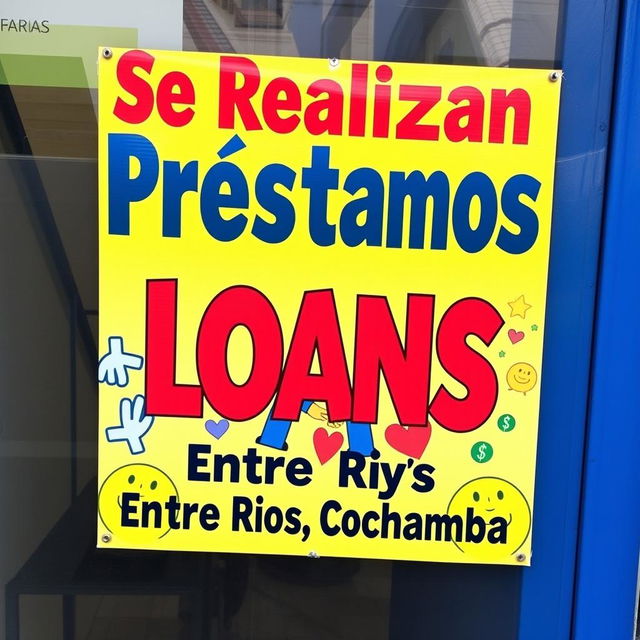 FARIAS
Se Realizan
Préstamos
LOANS
$
$
Entre Riy's
Entre Rios, Cochamba